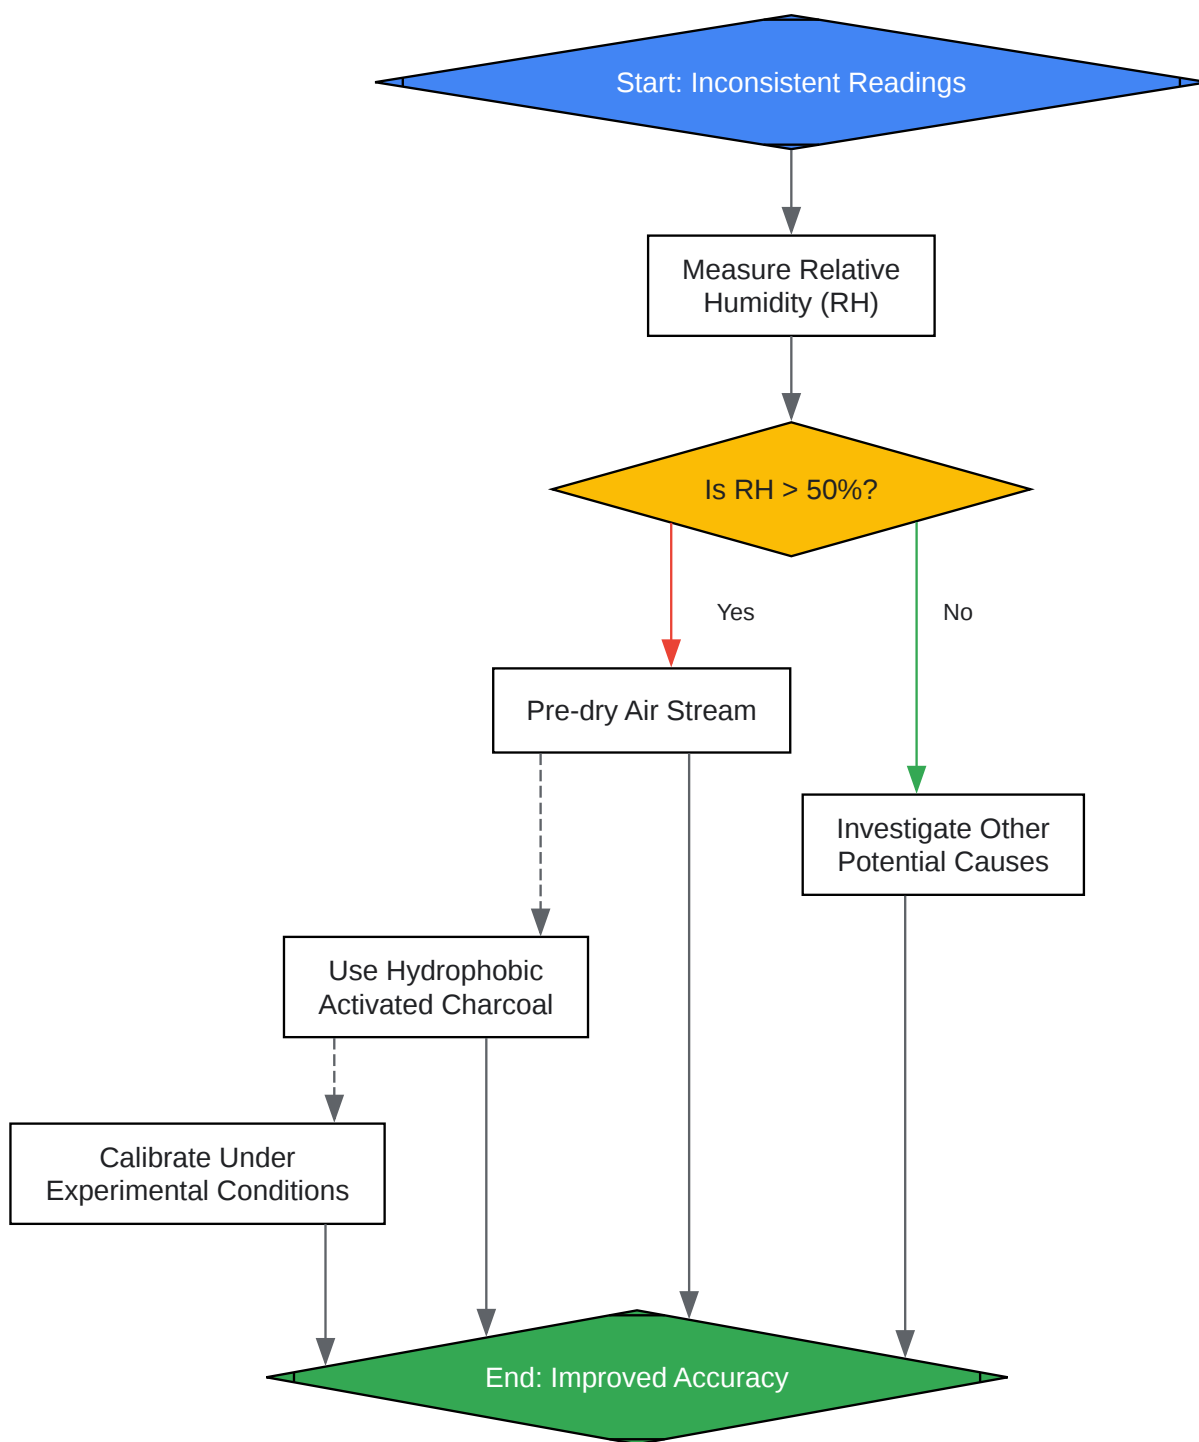 Start: Inconsistent Readings
Measure Relative
Humidity (RH)
Is RH > 50%?
Yes
No
Pre-dry Air Stream
Investigate Other
Potential Causes
Use Hydrophobic
Activated Charcoal
Calibrate Under
Experimental Conditions
End: Improved Accuracy